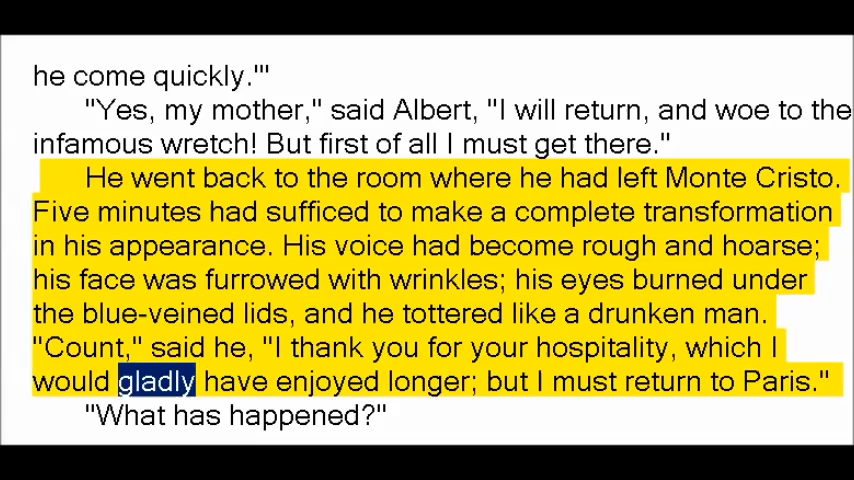 he come quickly.'"
"Yes, my mother," said Albert, "I will return, and woe to the
infamous wretch! But first of all I must get there."
He went back to the room where he had left Monte Cristo.
Five minutes had sufficed to make a complete transformation
in his appearance. His voice had become rough and hoarse;
his face was furrowed with wrinkles; his eyes burned under
the blue-veined lids, and he tottered like a drunken man.
"Count," said he, "I thank you for your hospitality, which I
would gladly have enjoyed longer; but I must return to Paris."
"What has happened?"